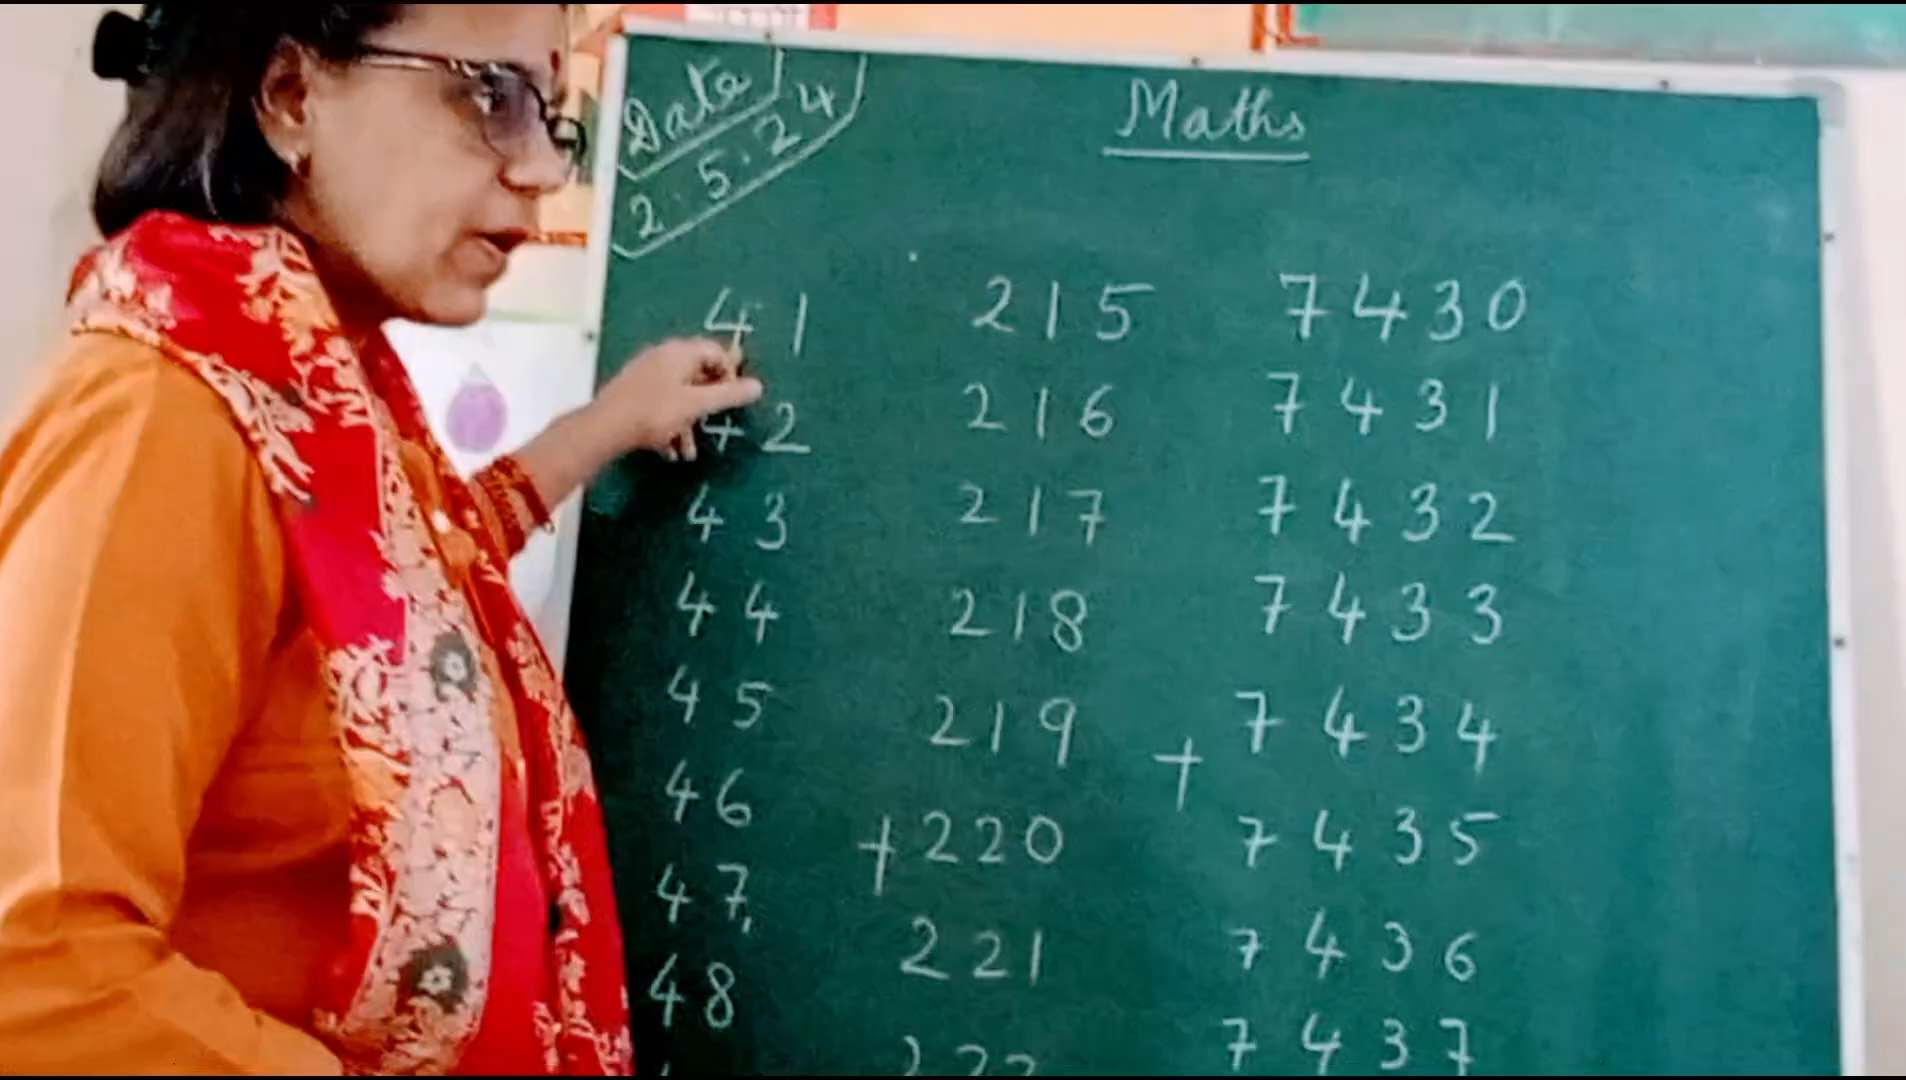 Date
2.5.24
Maths
41 215 7430
42 216 7431
43 217 7432
44 218 7433
45 219 + 7434
46 + 220 7435
47 221 7436
48 222 7437